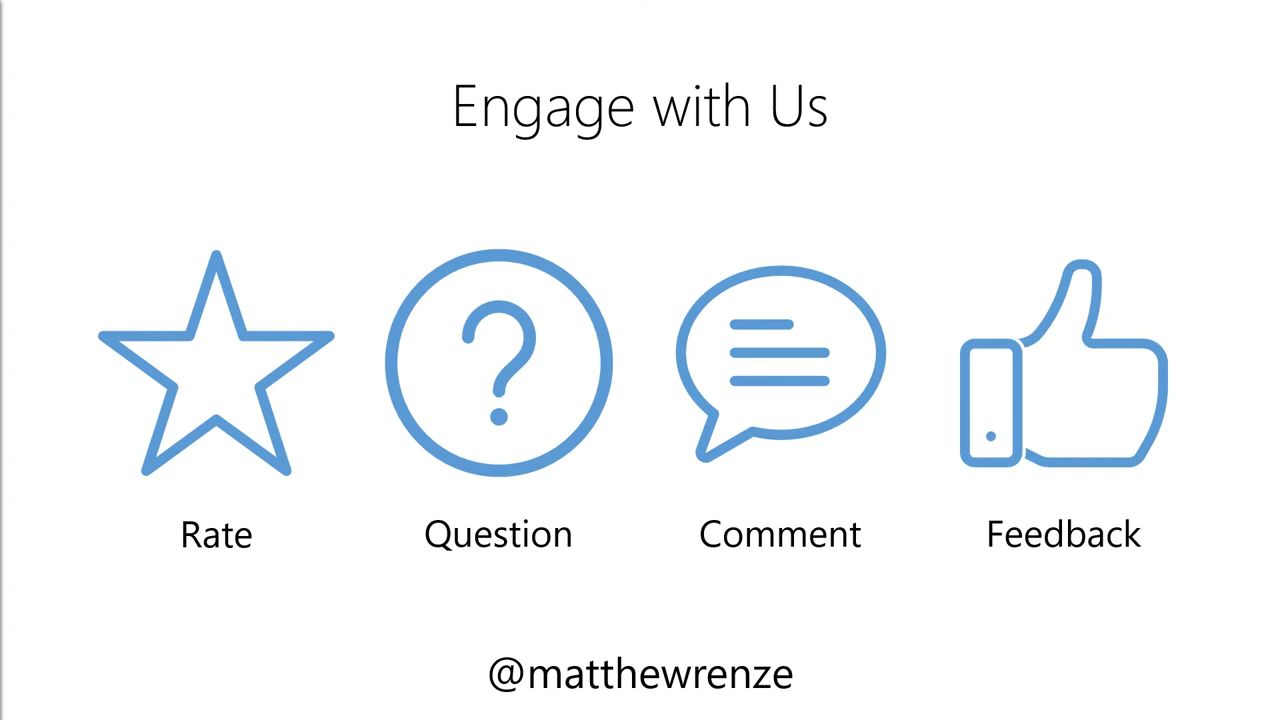 Engage with Us
Rate
Question
Comment
Feedback
@matthewrenze